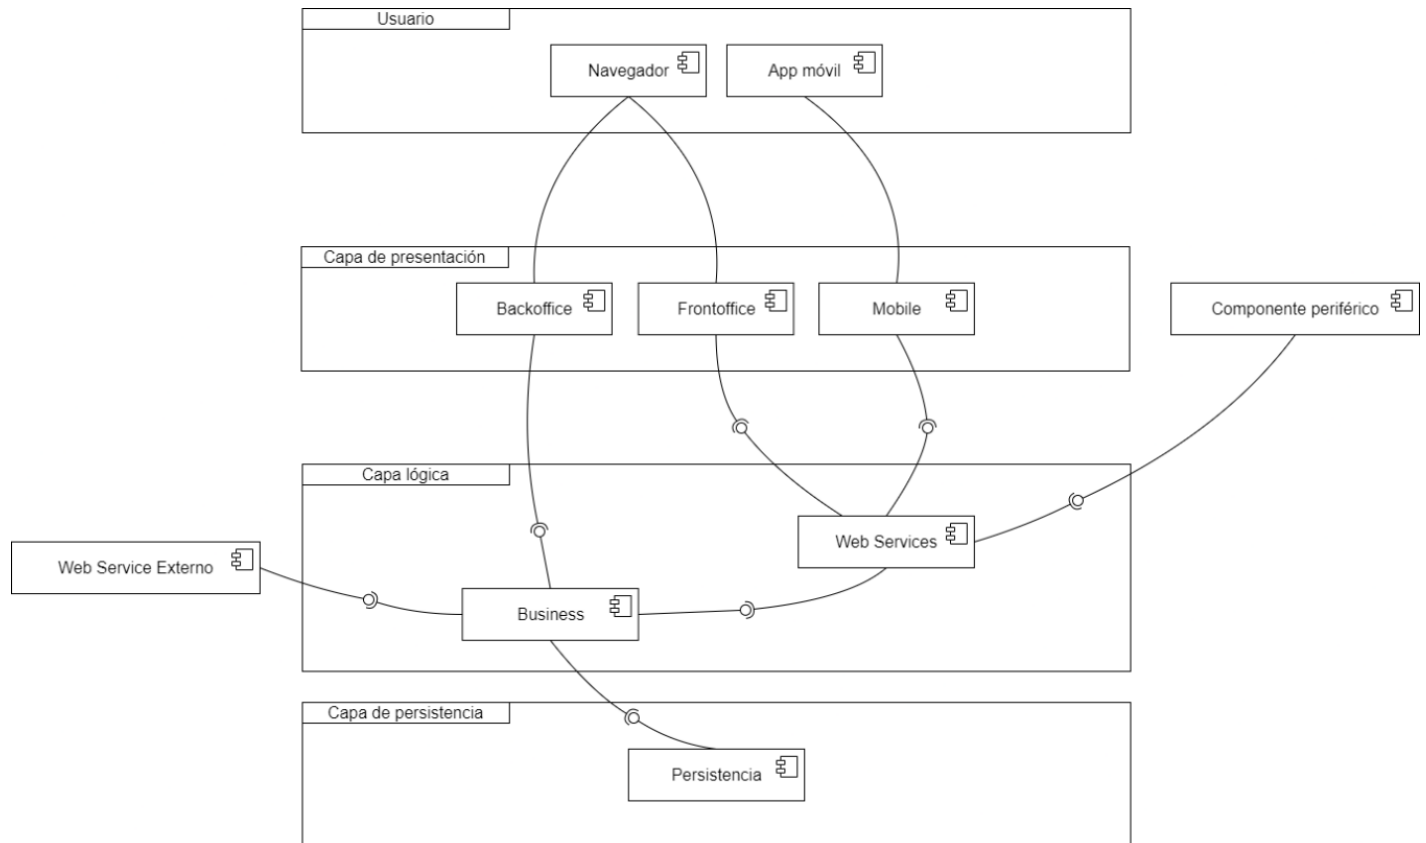 Usuario
Navegador
App móvil
Capa de presentación
Backoffice
Frontoffice
Mobile
Componente periférico
Capa lógica
Web Services
Web Service Externo
Business
Capa de persistencia
Persistencia